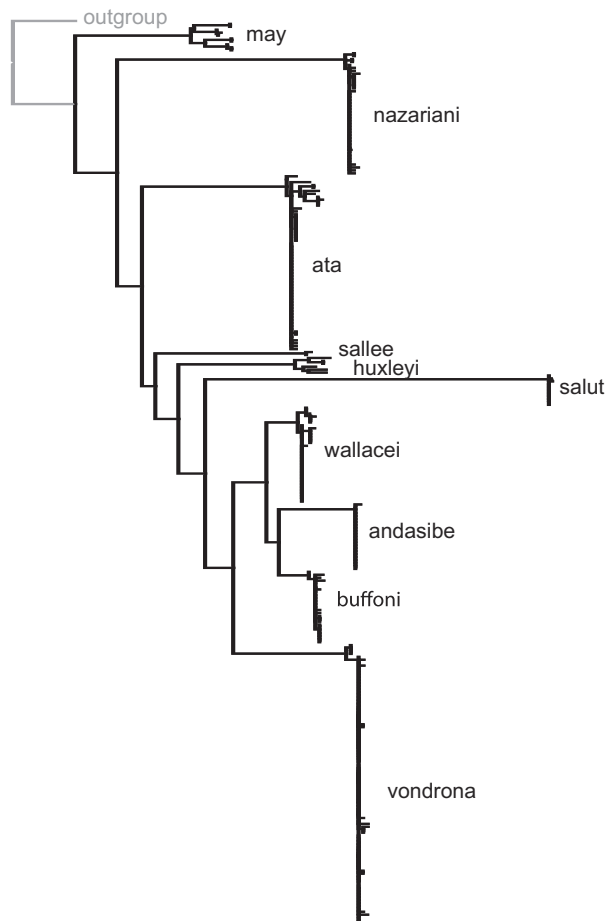 outgroup
may
nazariani
ata
sallee
huxleyi
salut
wallacei
andasibe
buffoni
vondrona